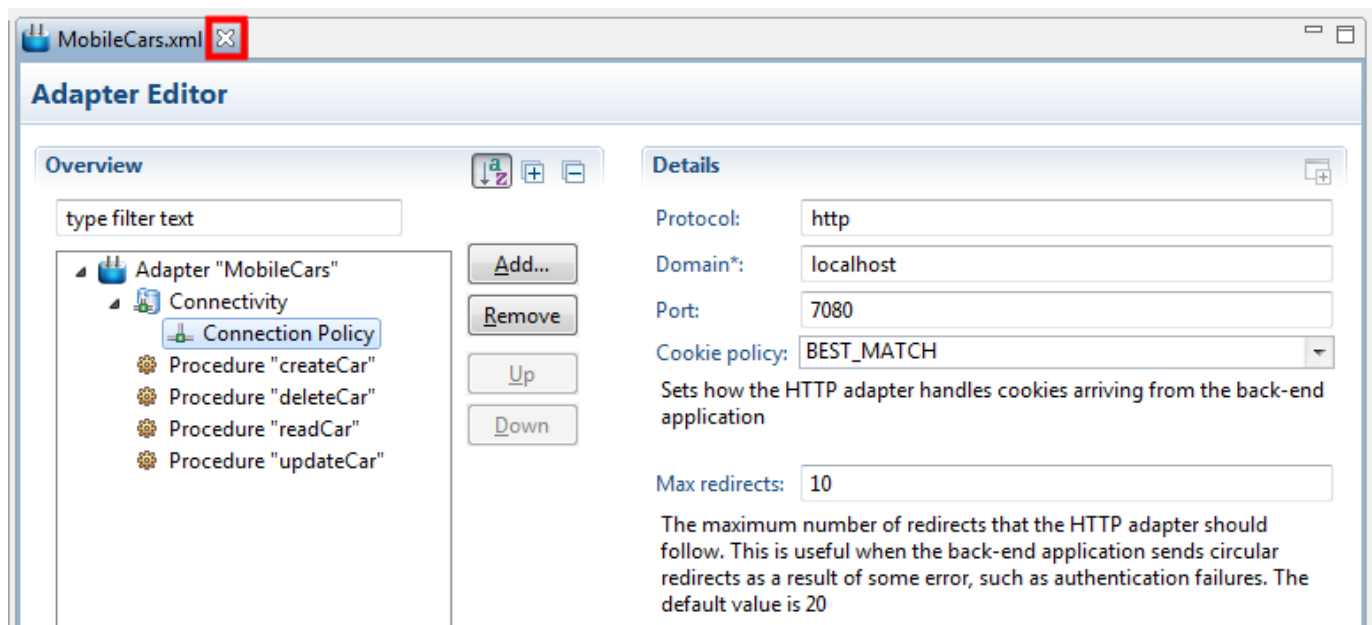 MobileCars.xml
Adapter Editor
Overview
type filter text
Adapter "MobileCars"
Connectivity
Connection Policy
Procedure "createCar"
Procedure "deleteCar"
Procedure "readCar"
Procedure "updateCar"
Add...
Remove
Up
Down
Details
Protocol: http
Domain*: localhost
Port: 7080
Cookie policy: BEST_MATCH
Sets how the HTTP adapter handles cookies arriving from the back-end
application
Max redirects: 10
The maximum number of redirects that the HTTP adapter should
follow. This is useful when the back-end application sends circular
redirects as a result of some error, such as authentication failures. The
default value is 20